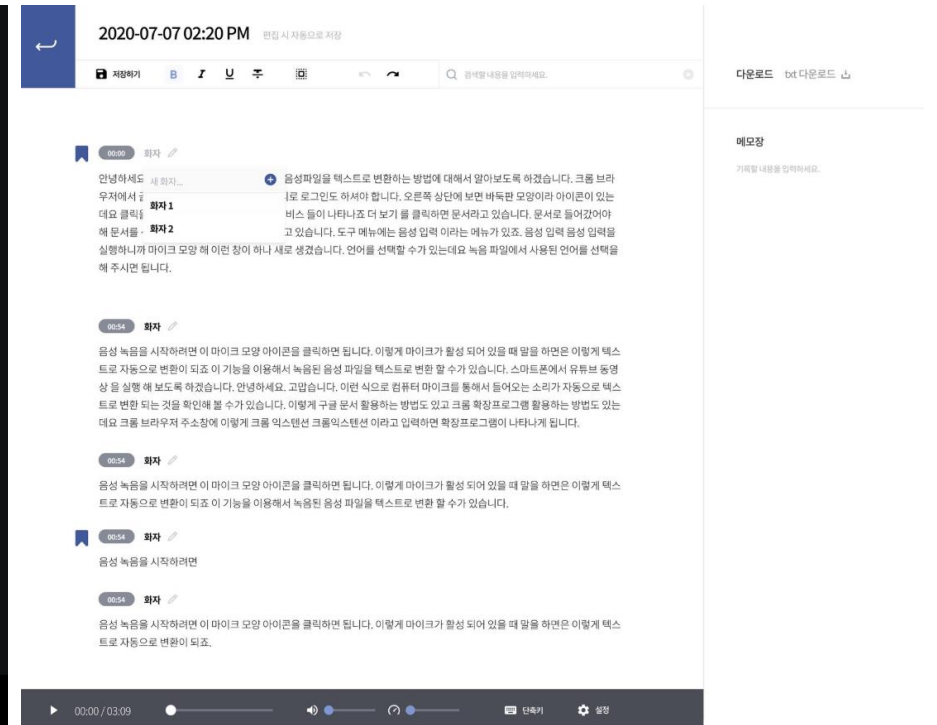 2020-07-07 02:20 PM 편집 시 자동으로 저장
저장하기 B I U 검색할 내용을 입력하세요.
다운로드 txt 다운로드
메모장
기록할 내용을 입력하세요.
00:00 화자
안녕하세요 새 화자... 음성파일을 텍스트로 변환하는 방법에 대해서 알아보도록 하겠습니다. 크롬 브라
우저에서 로 로그인도 하셔야 합니다. 오른쪽 상단에 보면 바둑판 모양이라 아이콘이 있는
화자 1
데요 클릭 비스 들이 나타나죠 더 보기 를 클릭하면 문서라고 있습니다. 문서로 들어갔어야
해 문서를 화자 2 고 있습니다. 도구 메뉴에는 음성 입력 이라는 메뉴가 있죠. 음성 입력 음성 입력을
실행하니까 마이크 모양 해 이런 창이 하나 새로 생겼습니다. 언어를 선택할 수가 있는데요 녹음 파일에서 사용된 언어를 선택을
해 주시면 됩니다.
00:54 화자
음성 녹음을 시작하려면 이 마이크 모양 아이콘을 클릭하면 됩니다. 이렇게 마이크가 활성 되어 있을 때 말을 하면은 이렇게 텍스
트로 자동으로 변환이 되죠 이 기능을 이용해서 녹음된 음성 파일을 텍스트로 변환 할 수가 있습니다. 스마트폰에서 유튜브 동영
상 을 실행 해 보도록 하겠습니다. 안녕하세요. 고맙습니다. 이런 식으로 컴퓨터 마이크를 통해서 들어오는 소리가 자동으로 텍스
트로 변환 되는 것을 확인해 볼 수가 있습니다. 이렇게 구글 문서 활용하는 방법도 있고 크롬 확장프로그램 활용하는 방법도 있는
데요 크롬 브라우저 주소창에 이렇게 크롬 익스텐션 크롬익스텐션 이라고 입력하면 확장프로그램이 나타나게 됩니다.
00:54 화자
음성 녹음을 시작하려면 이 마이크 모양 아이콘을 클릭하면 됩니다. 이렇게 마이크가 활성 되어 있을 때 말을 하면은 이렇게 텍스
트로 자동으로 변환이 되죠 이 기능을 이용해서 녹음된 음성 파일을 텍스트로 변환 할 수가 있습니다.
00:54 화자
음성 녹음을 시작하려면
00:54 화자
음성 녹음을 시작하려면 이 마이크 모양 아이콘을 클릭하면 됩니다. 이렇게 마이크가 활성 되어 있을 때 말을 하면은 이렇게 텍스
트로 자동으로 변환이 되죠.
00:00 / 03:09 단축키 설정